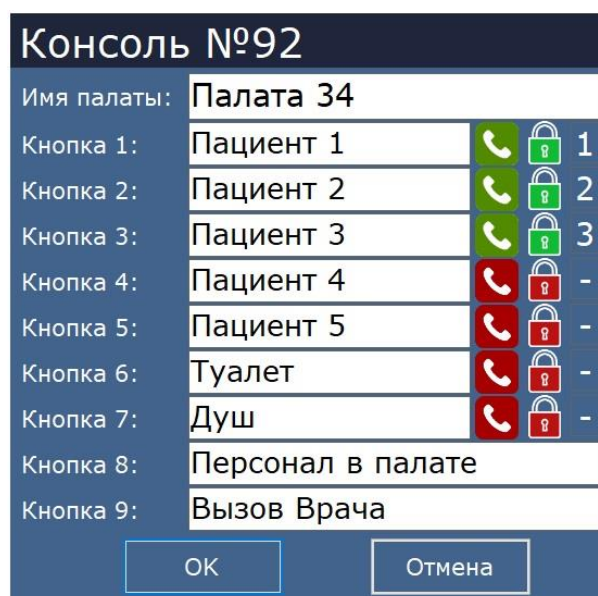 Консоль №92
Имя палаты: Палата 34
Кнопка 1: Пациент 1 1
Кнопка 2: Пациент 2 2
Кнопка 3: Пациент 3 3
Кнопка 4: Пациент 4 -
Кнопка 5: Пациент 5 -
Кнопка 6: Туалет -
Кнопка 7: Душ -
Кнопка 8: Персонал в палате
Кнопка 9: Вызов Врача
OK Отмена